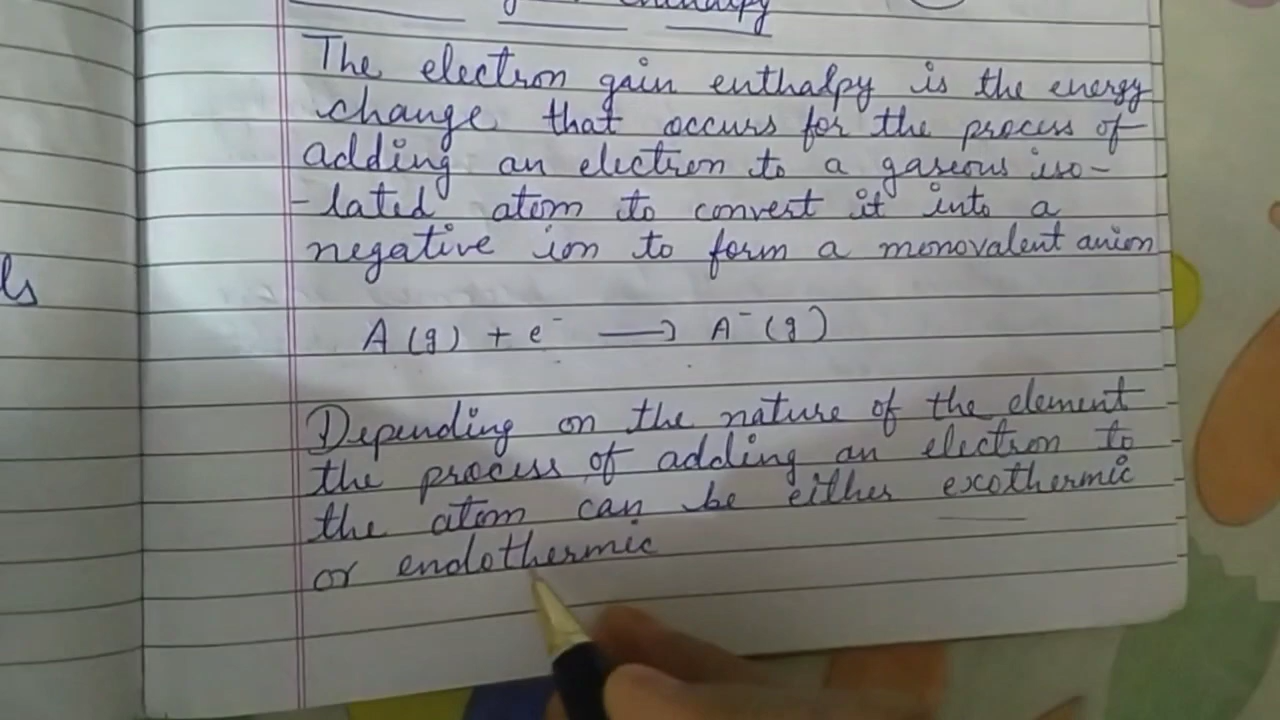 enthalpy
The electron gain enthalpy is the energy
change that occurs for the process of
adding an electron to a gaseous iso-
-lated atom to convert it into a
negative ion to form a monovalent anion
ls
A (g) + e⁻ ⟶ A⁻ (g)
Depending on the nature of the element
the process of adding an electron to
the atom can be either exothermic
or endothermic